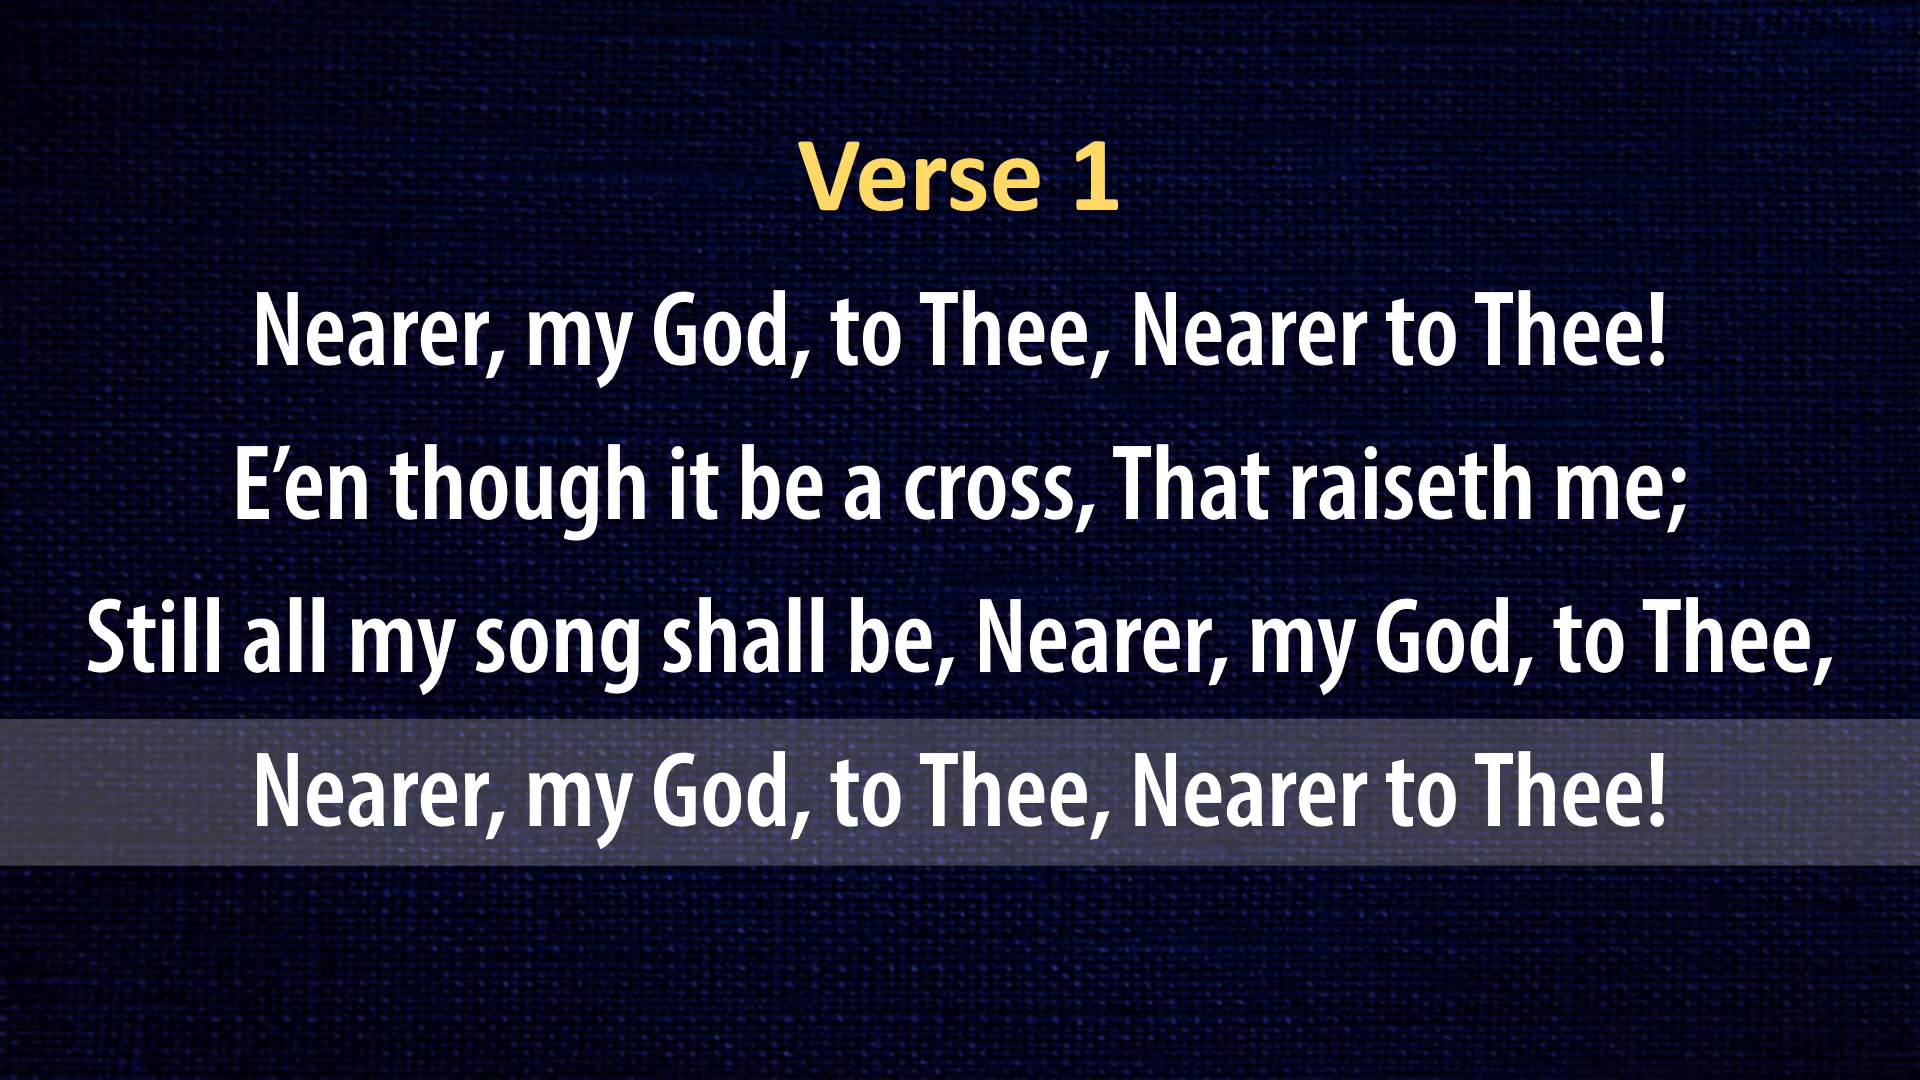 Verse 1
Nearer, my God, to Thee, Nearer to Thee!
E’en though it be a cross, That raiseth me;
Still all my song shall be, Nearer, my God, to Thee,
Nearer, my God, to Thee, Nearer to Thee!